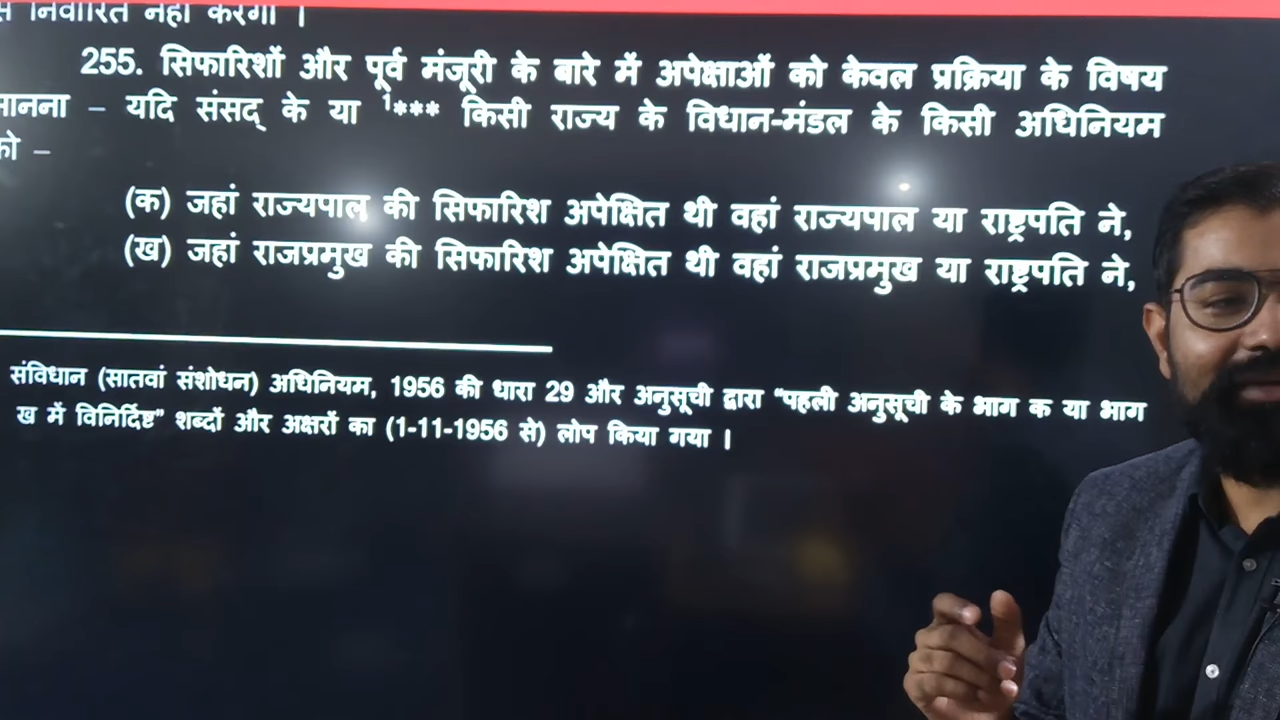 निवारित नहीं करेगी ।
255. सिफारिशों और पूर्व मंजूरी के बारे में अपेक्षाओं को केवल प्रक्रिया के विषय
मानना – यदि संसद् के या 1*** किसी राज्य के विधान-मंडल के किसी अधिनियम
को –
(क) जहां राज्यपाल की सिफारिश अपेक्षित थी वहां राज्यपाल या राष्ट्रपति ने,
(ख) जहां राजप्रमुख की सिफारिश अपेक्षित थी वहां राजप्रमुख या राष्ट्रपति ने,
संविधान (सातवां संशोधन) अधिनियम, 1956 की धारा 29 और अनुसूची द्वारा “पहली अनुसूची के भाग क या भाग
ख में विनिर्दिष्ट” शब्दों और अक्षरों का (1-11-1956 से) लोप किया गया ।